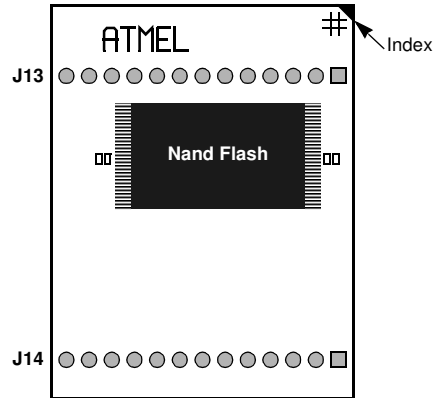 ATMEL
#
Index
J13
Nand Flash
J14